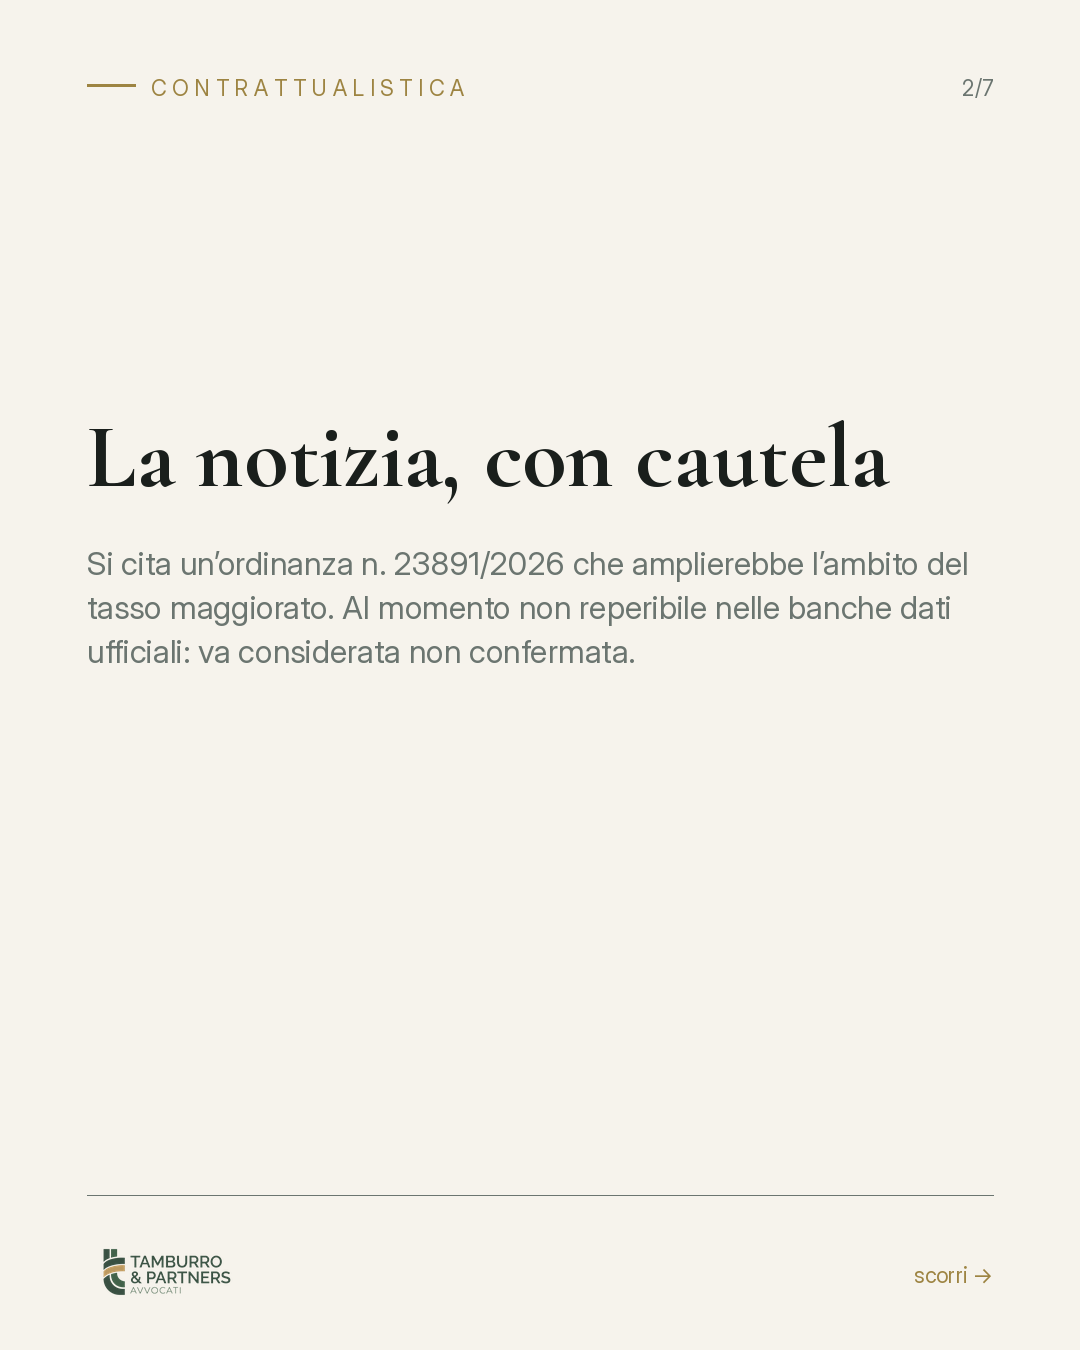 CONTRATTUALISTICA
2/7
La notizia, con cautela
Si cita un’ordinanza n. 23891/2026 che amplierebbe l’ambito del
tasso maggiorato. Al momento non reperibile nelle banche dati
ufficiali: va considerata non confermata.
TAMBURRO
& PARTNERS
AVVOCATI
scorri →